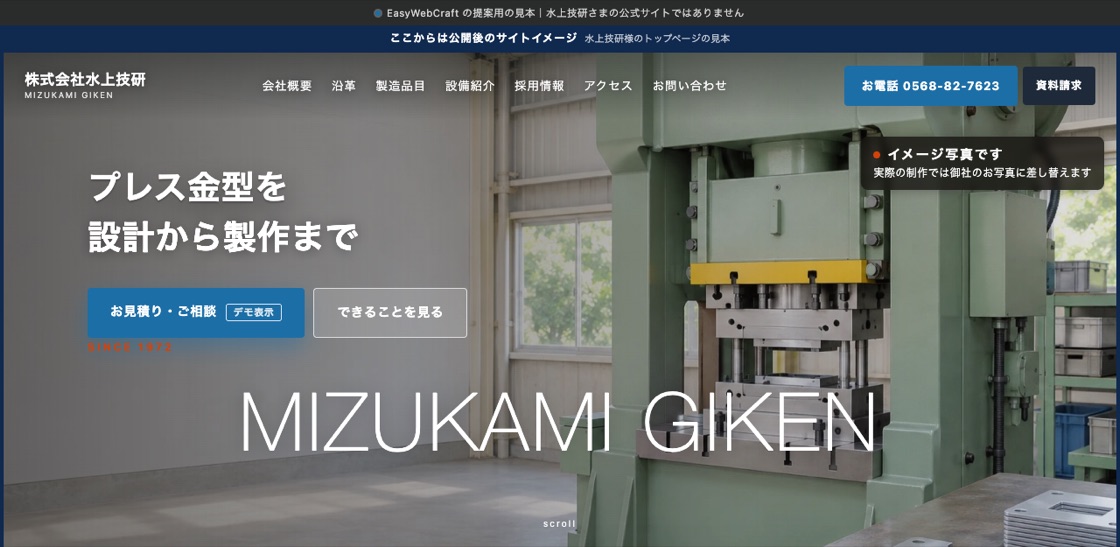 EasyWebCraft の提案用の見本｜水上技研さまの公式サイトではありません
ここからは公開後のサイトイメージ 水上技研様のトップページの見本
株式会社水上技研
MIZUKAMI GIKEN
会社概要 沿革 製造品目 設備紹介 採用情報 アクセス お問い合わせ
お電話 0568-82-7623
資料請求
イメージ写真です
実際の制作では御社のお写真に差し替えます
プレス金型を
設計から製作まで
お見積り・ご相談 デモ表示
できることを見る
MIZUKAMI GIKEN
scroll